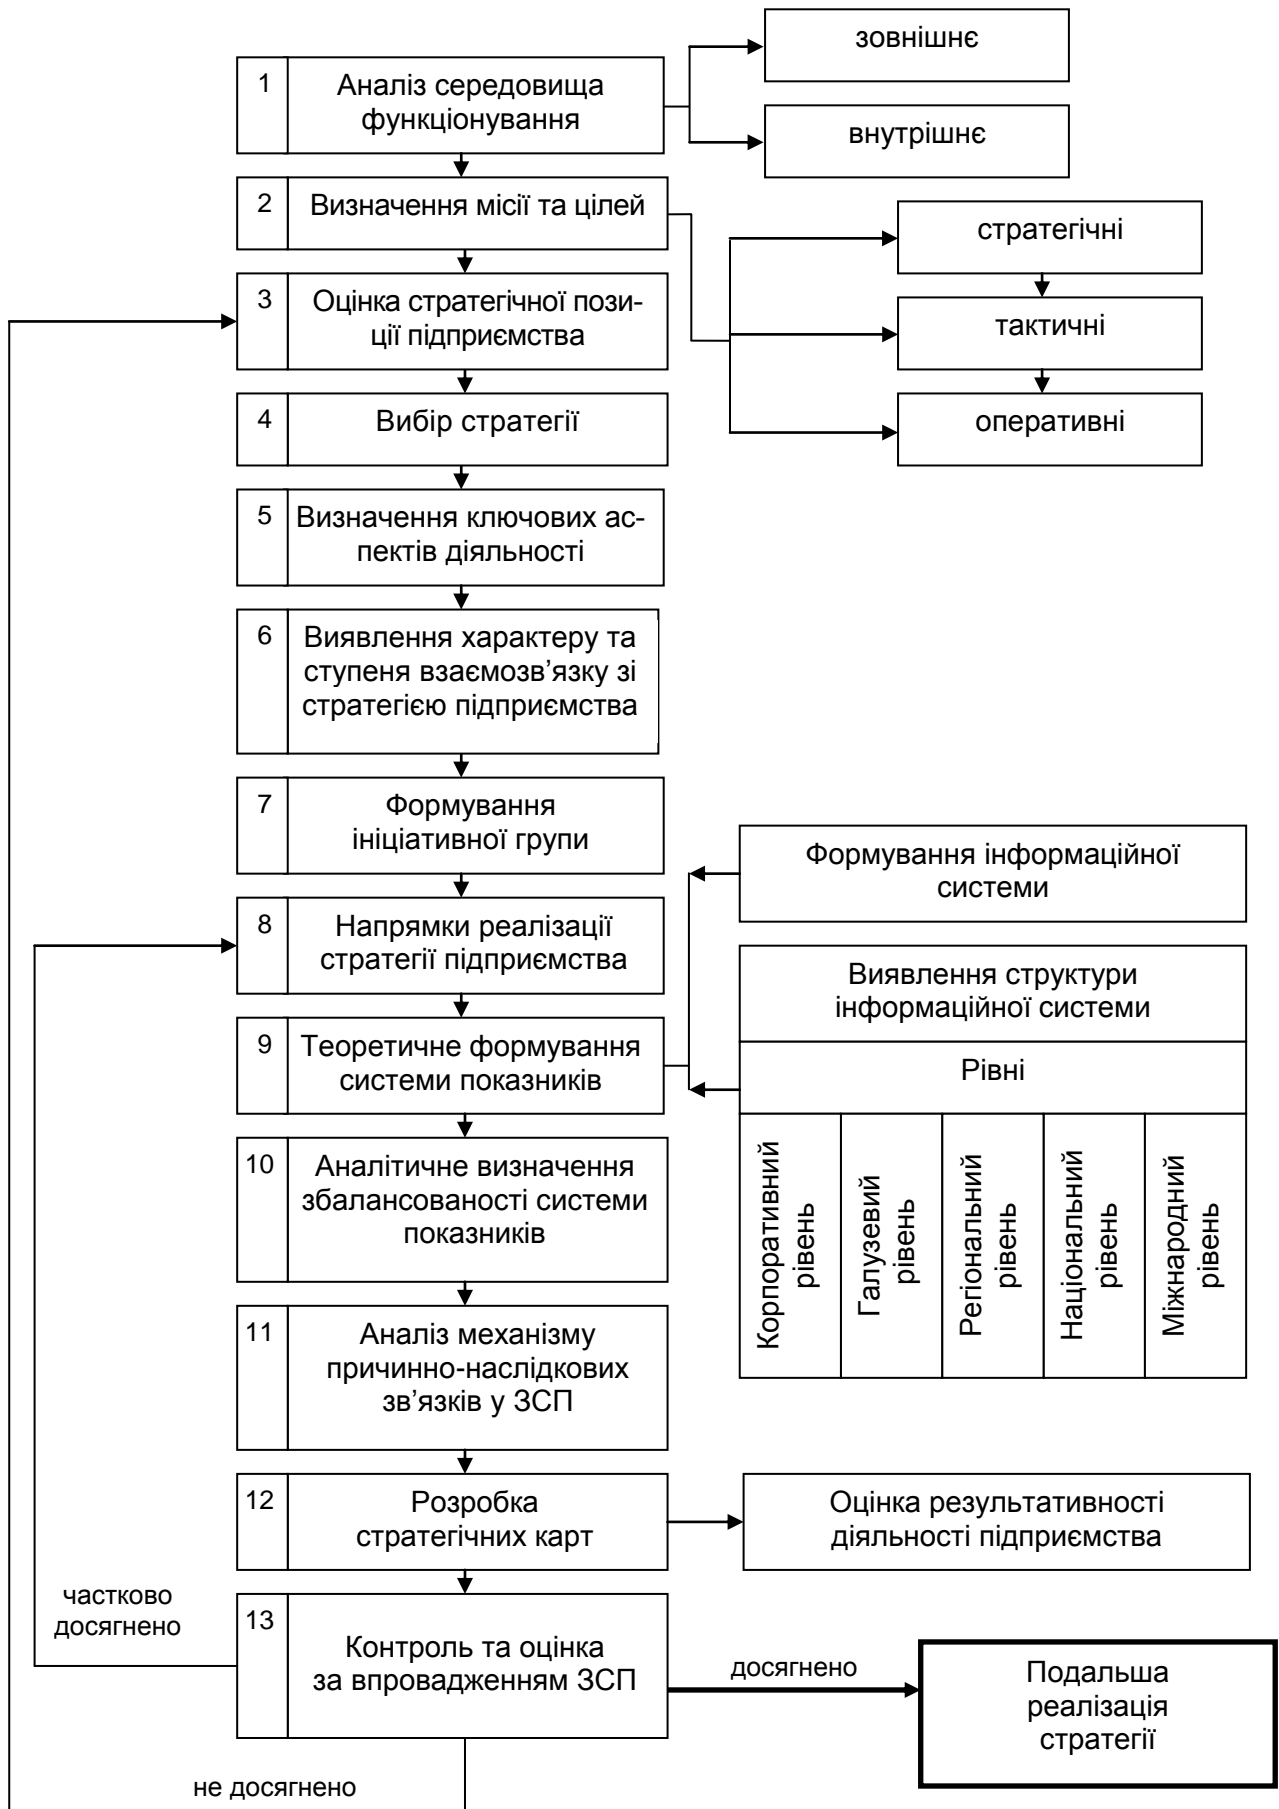 зовнішнє
1
Аналіз середовища
функціонування
внутрішнє
2
Визначення місії та цілей
стратегічні
3
Оцінка стратегічної пози-
ції підприємства
тактичні
4
Вибір стратегії
оперативні
5
Визначення ключових ас-
пектів діяльності
6
Виявлення характеру та
ступеня взаємозв’язку зі
стратегією підприємства
7
Формування
ініціативної групи
Формування інформаційної
системи
8
Напрямки реалізації
стратегії підприємства
Виявлення структури
інформаційної системи
9
Теоретичне формування
системи показників
Рівні
Корпоративний
рівень
Галузевий
рівень
Регіональний
рівень
Національний
рівень
Міжнародний
рівень
10
Аналітичне визначення
збалансованості системи
показників
11
Аналіз механізму
причинно-наслідкових
зв’язків у ЗСП
12
Розробка
стратегічних карт
Оцінка результативності
діяльності підприємства
частково
досягнено
13
Контроль та оцінка
за впровадженням ЗСП
досягнено
Подальша
реалізація
стратегії
не досягнено